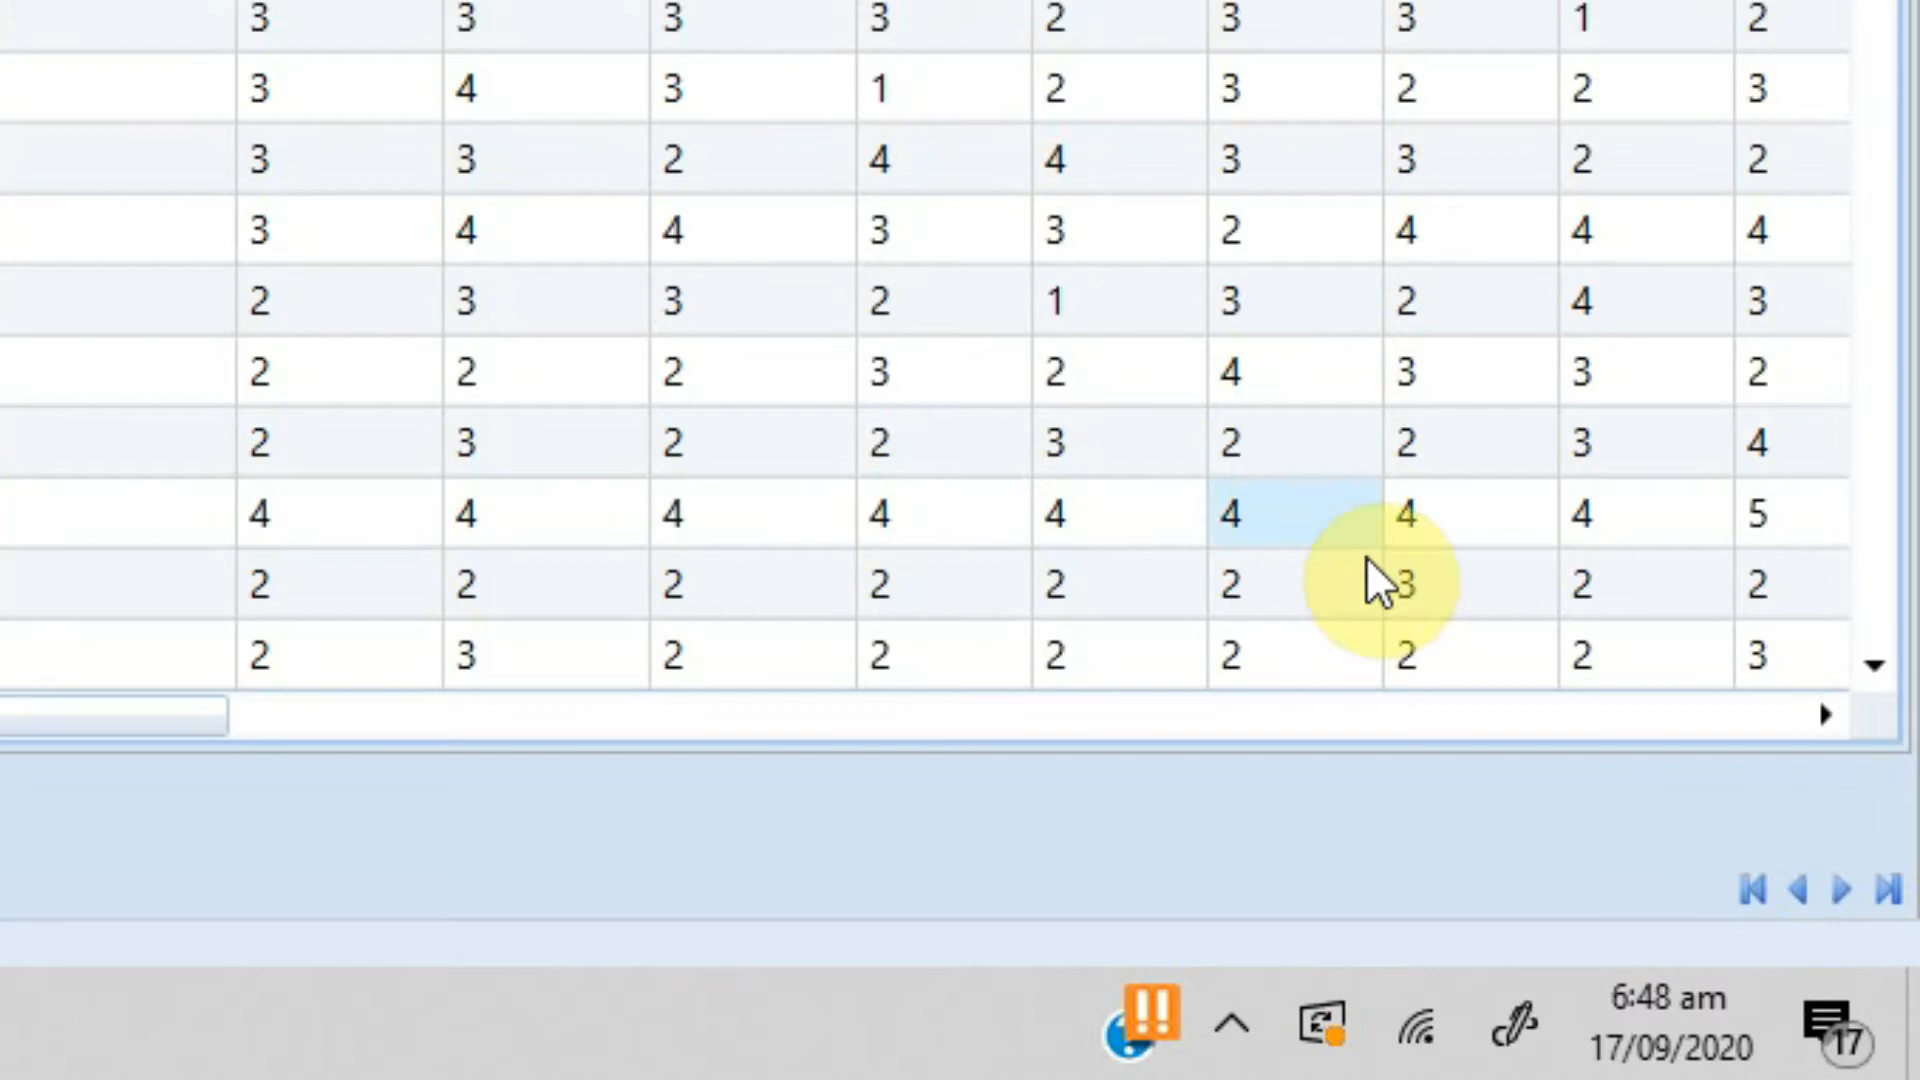 3 3 3 3 2 3 3 1 2
3 4 3 1 2 3 2 2 3
3 3 2 4 4 3 3 2 2
3 4 4 3 3 2 4 4 4
2 3 3 2 1 3 2 4 3
2 2 2 3 2 4 3 3 2
2 3 2 2 3 2 2 3 4
4 4 4 4 4 4 4 4 5
2 2 2 2 2 2 3 2 2
2 3 2 2 2 2 2 2 3
6:48 am
17/09/2020
17